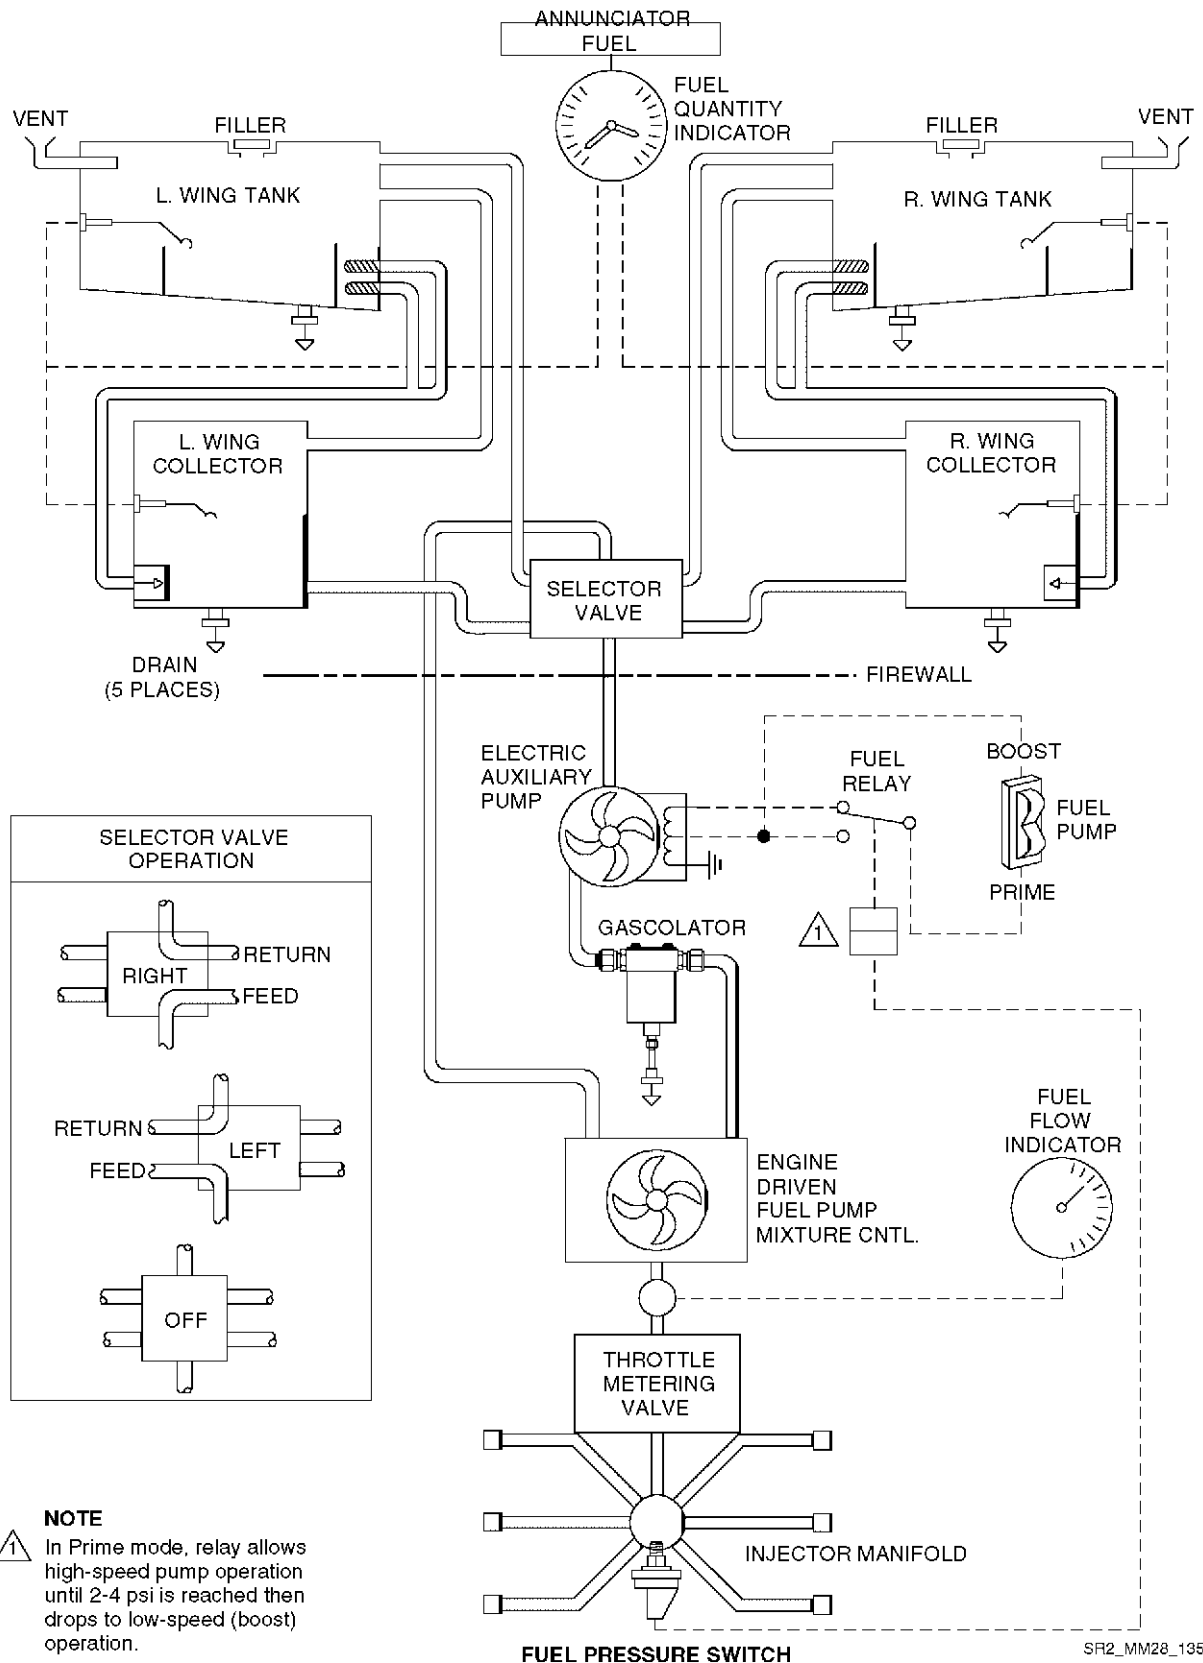 ANNUNCIATOR
FUEL
FUEL
QUANTITY
INDICATOR
VENT
FILLER
FILLER
VENT
L. WING TANK
R. WING TANK
L. WING
COLLECTOR
R. WING
COLLECTOR
SELECTOR
VALVE
DRAIN
(5 PLACES)
FIREWALL
ELECTRIC
AUXILIARY
PUMP
FUEL
RELAY
BOOST
FUEL
PUMP
PRIME
SELECTOR VALVE
OPERATION
RIGHT
RETURN
FEED
RETURN
FEED
LEFT
OFF
GASCOLATOR
1
FUEL
FLOW
INDICATOR
ENGINE
DRIVEN
FUEL PUMP
MIXTURE CNTL.
THROTTLE
METERING
VALVE
INJECTOR MANIFOLD
FUEL PRESSURE SWITCH
NOTE
1 In Prime mode, relay allows
high-speed pump operation
until 2-4 psi is reached then
drops to low-speed (boost)
operation.
SR2_MM28_135